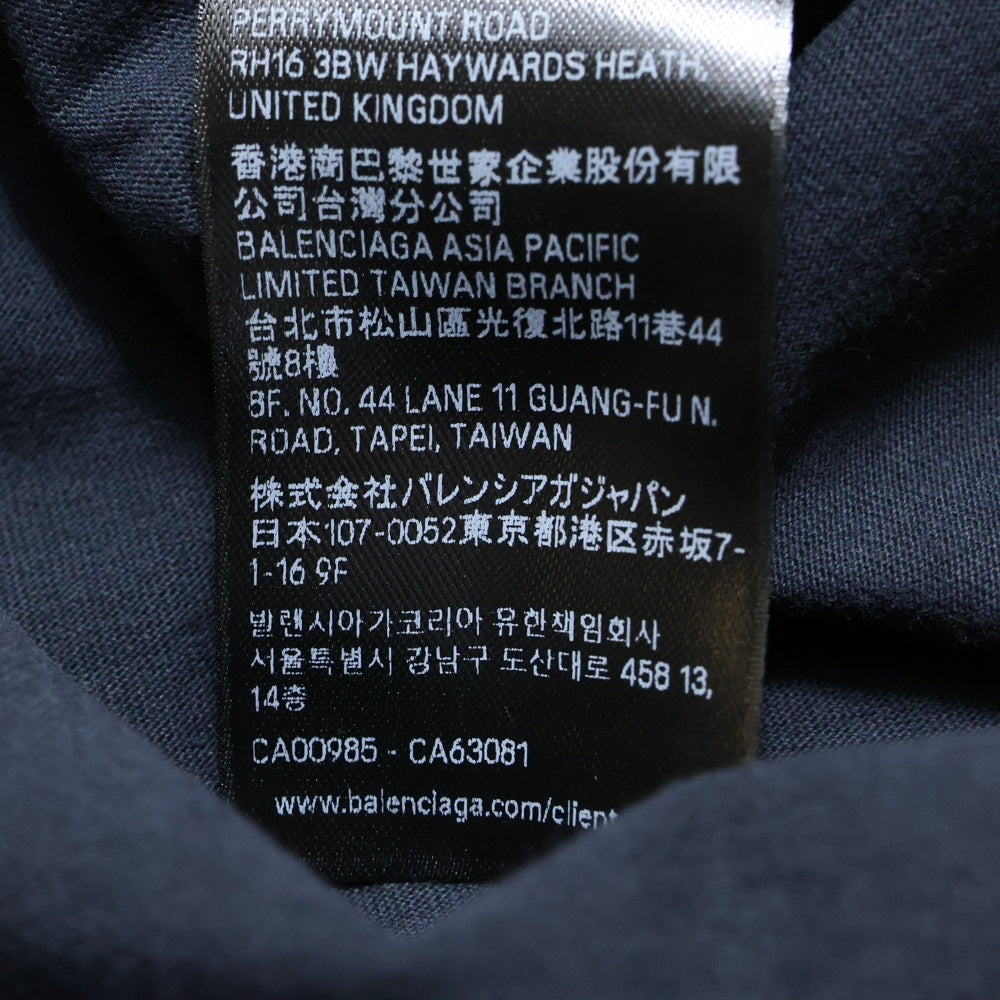 PERRYMOUNT ROAD
RH16 3BW HAYWARDS HEATH,
UNITED KINGDOM
香港商巴黎世家企業股份有限
公司台灣分公司
BALENCIAGA ASIA PACIFIC
LIMITED TAIWAN BRANCH
台北市松山區光復北路11巷44
號8樓
8F. NO. 44 LANE 11 GUANG-FU N.
ROAD, TAPEI, TAIWAN
株式会社バレンシアガジャパン
日本107-0052東京都港区赤坂7-
1-16 9F
발렌시아가코리아 유한책임회사
서울특별시 강남구 도산대로 458 13,
14층
CA00985 - CA63081
www.balenciaga.com/client